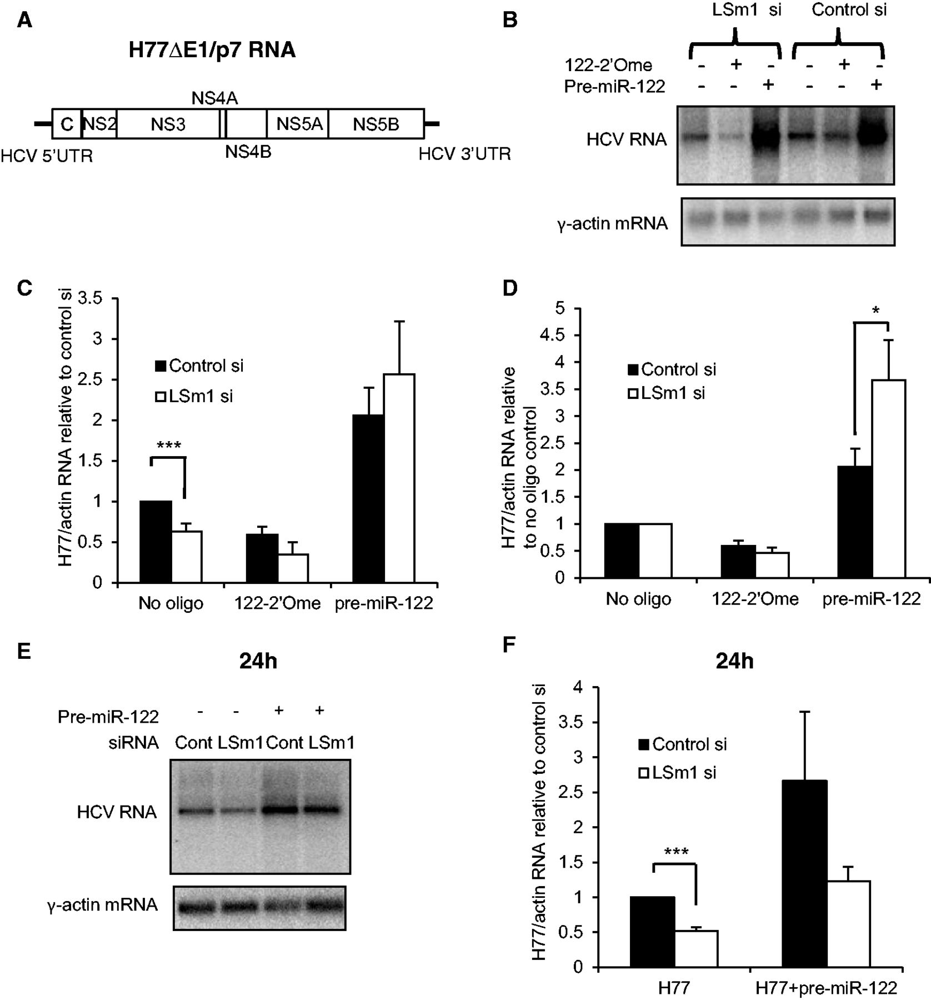 A
H77ΔE1/p7 RNA
NS4A
C NS2 NS3 NS5A NS5B
NS4B
HCV 5'UTR HCV 3'UTR
B
LSm1 si Control si
122-2'Ome - + - - + -
Pre-miR-122 - - + - - +
HCV RNA
γ-actin mRNA
C
H77/actin RNA relative to control si
3.5
3
2.5
2
1.5
1
0.5
0
Control si
LSm1 si
***
No oligo 122-2'Ome pre-miR-122
D
H77/actin RNA relative
to no oligo control
5
4.5
4
3.5
3
2.5
2
1.5
1
0.5
0
Control si
LSm1 si
*
No oligo 122-2'Ome pre-miR-122
E
24h
Pre-miR-122 - - + +
siRNA Cont LSm1 Cont LSm1
HCV RNA
γ-actin mRNA
F
24h
H77/actin RNA relative to control si
4
3.5
3
2.5
2
1.5
1
0.5
0
Control si
LSm1 si
***
H77 H77+pre-miR-122